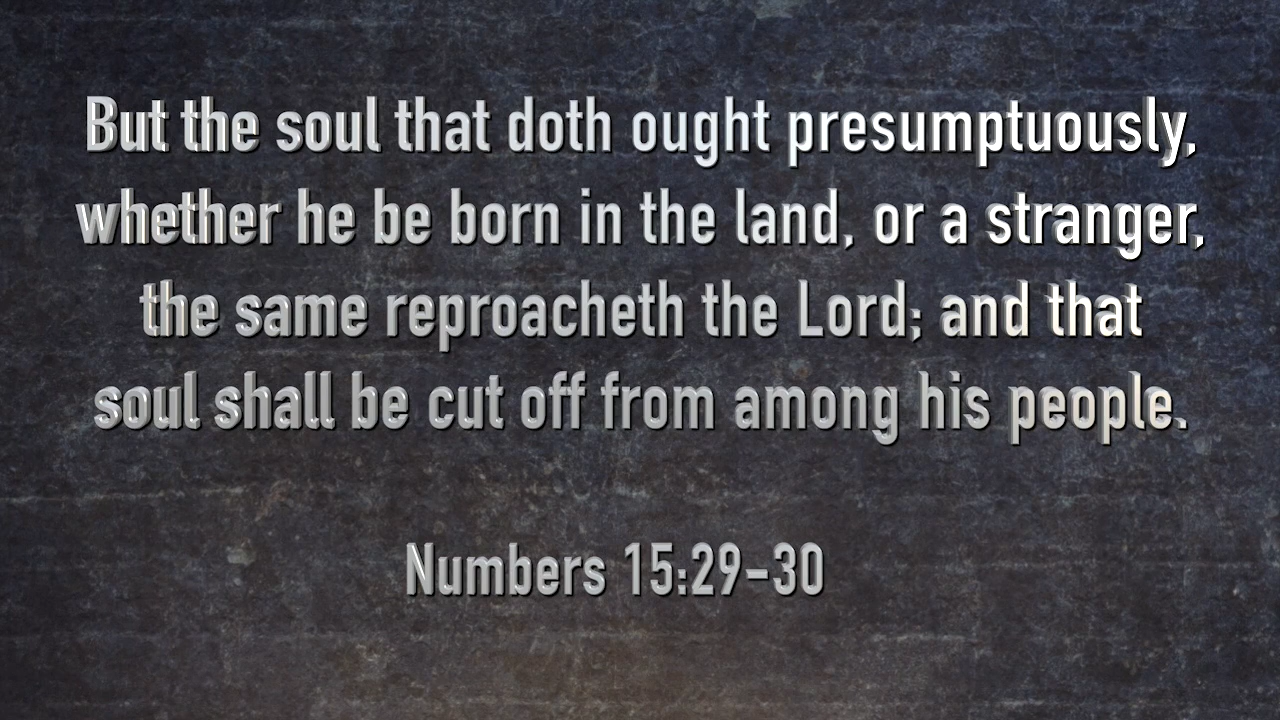 But the soul that doth ought presumptuously,
whether he be born in the land, or a stranger,
the same reproacheth the Lord; and that
soul shall be cut off from among his people.
Numbers 15:29-30